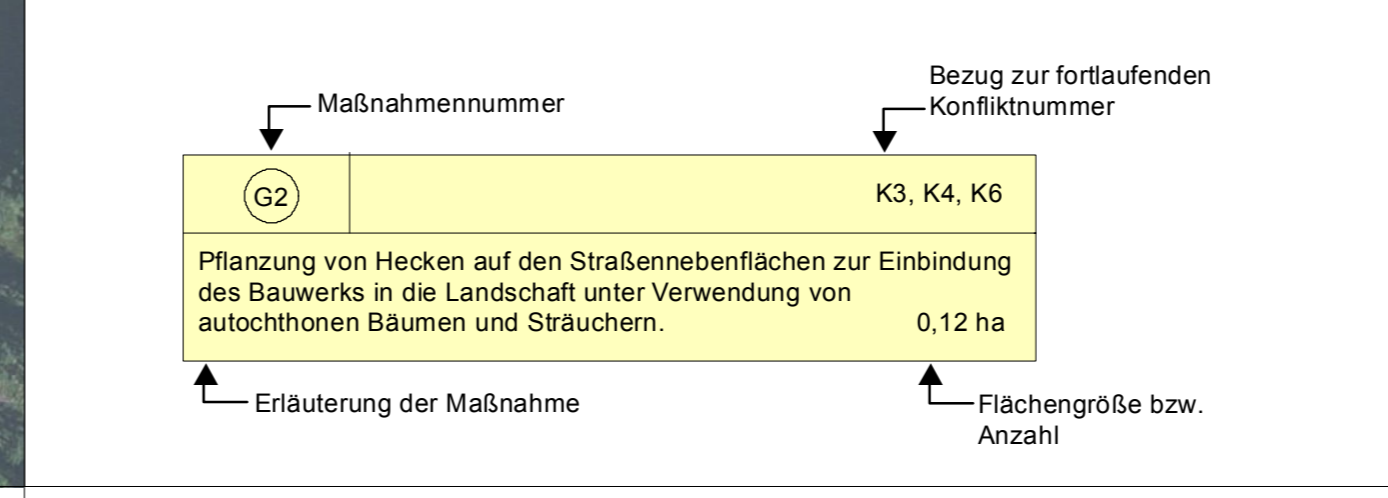 Bezug zur fortlaufenden
Maßnahmennummer
Konfliktnummer
G2
K3, K4, K6
Pflanzung von Hecken auf den Straßennebenflächen zur Einbindung
des Bauwerks in die Landschaft unter Verwendung von
autochthonen Bäumen und Sträuchern.
0,12 ha
Erläuterung der Maßnahme
Flächengröße bzw.
Anzahl